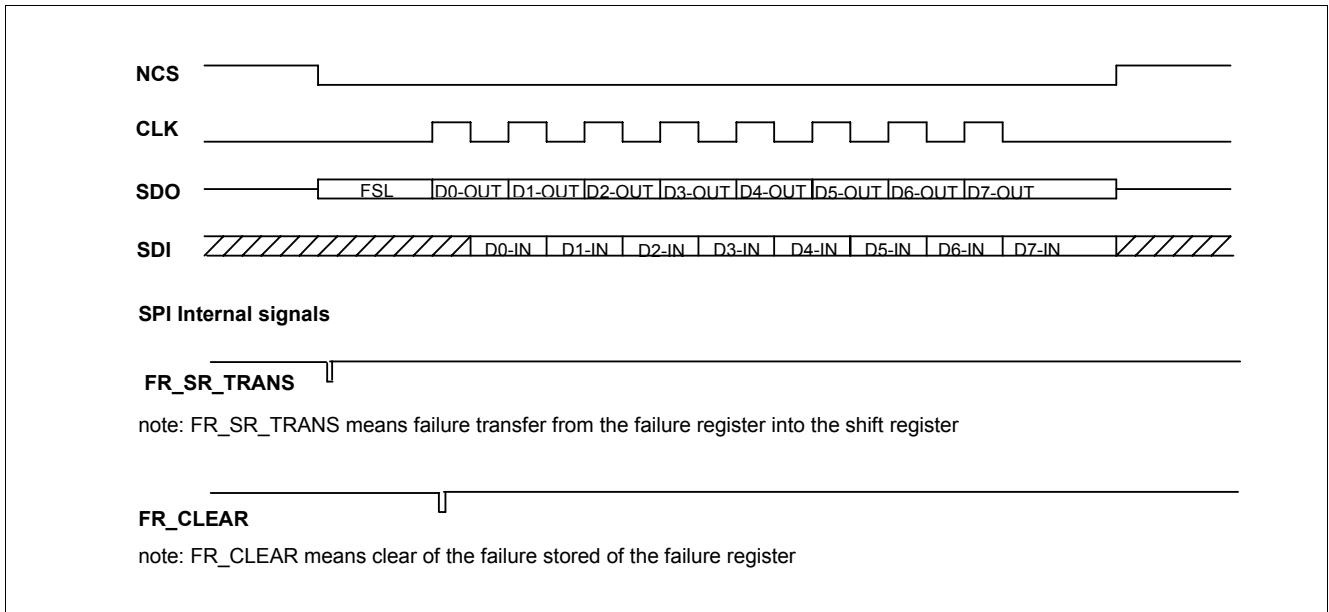 NCS
CLK
SDO FSL D0-OUT D1-OUT D2-OUT D3-OUT D4-OUT D5-OUT D6-OUT D7-OUT
SDI D0-IN D1-IN D2-IN D3-IN D4-IN D5-IN D6-IN D7-IN
SPI Internal signals
FR_SR_TRANS
note: FR_SR_TRANS means failure transfer from the failure register into the shift register
FR_CLEAR
note: FR_CLEAR means clear of the failure stored of the failure register